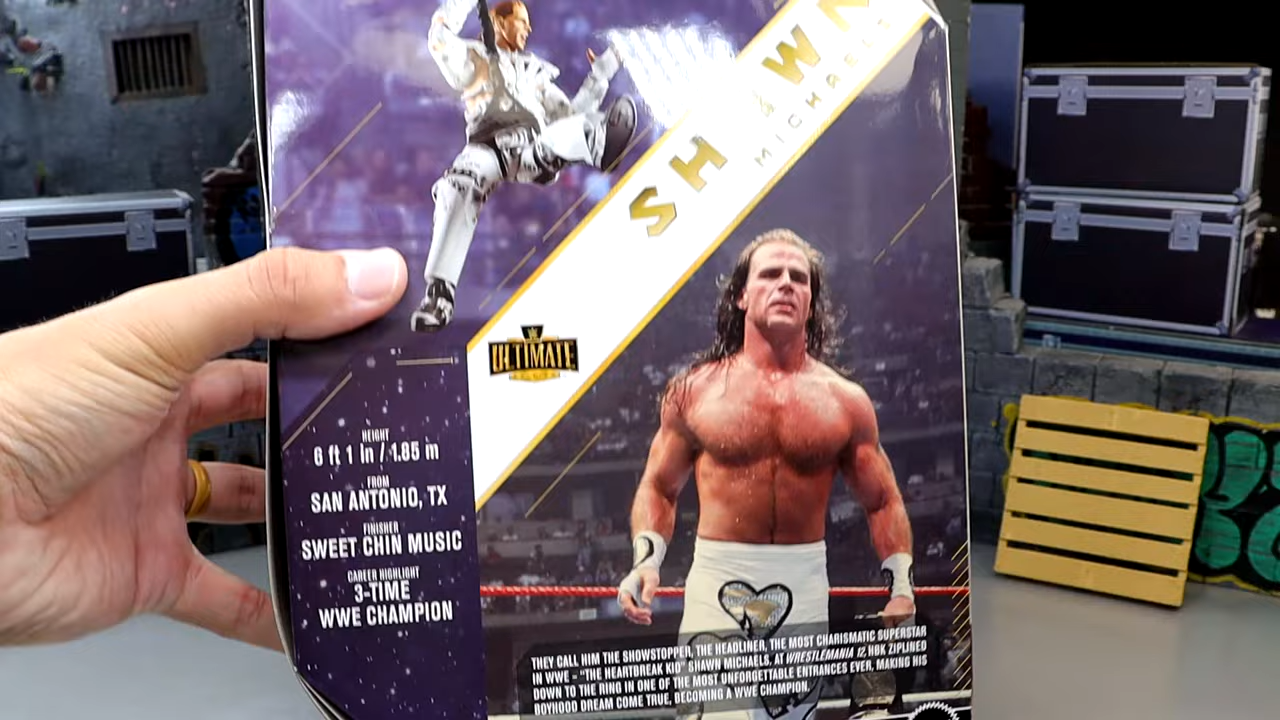 SHAWN
MICHAELS
ULTIMATE
HEIGHT
6 ft 1 in / 1.85 m
FROM
SAN ANTONIO, TX
FINISHER
SWEET CHIN MUSIC
CAREER HIGHLIGHT
3-TIME
WWE CHAMPION
THEY CALL HIM THE SHOWSTOPPER, THE HEADLINER, THE MOST CHARISMATIC SUPERSTAR
IN WWE – "THE HEARTBREAK KID" SHAWN MICHAELS. AT WRESTLEMANIA 12, HBK ZIPLINED
DOWN TO THE RING IN ONE OF THE MOST UNFORGETTABLE ENTRANCES EVER, MAKING HIS
BOYHOOD DREAM COME TRUE, BECOMING A WWE CHAMPION.